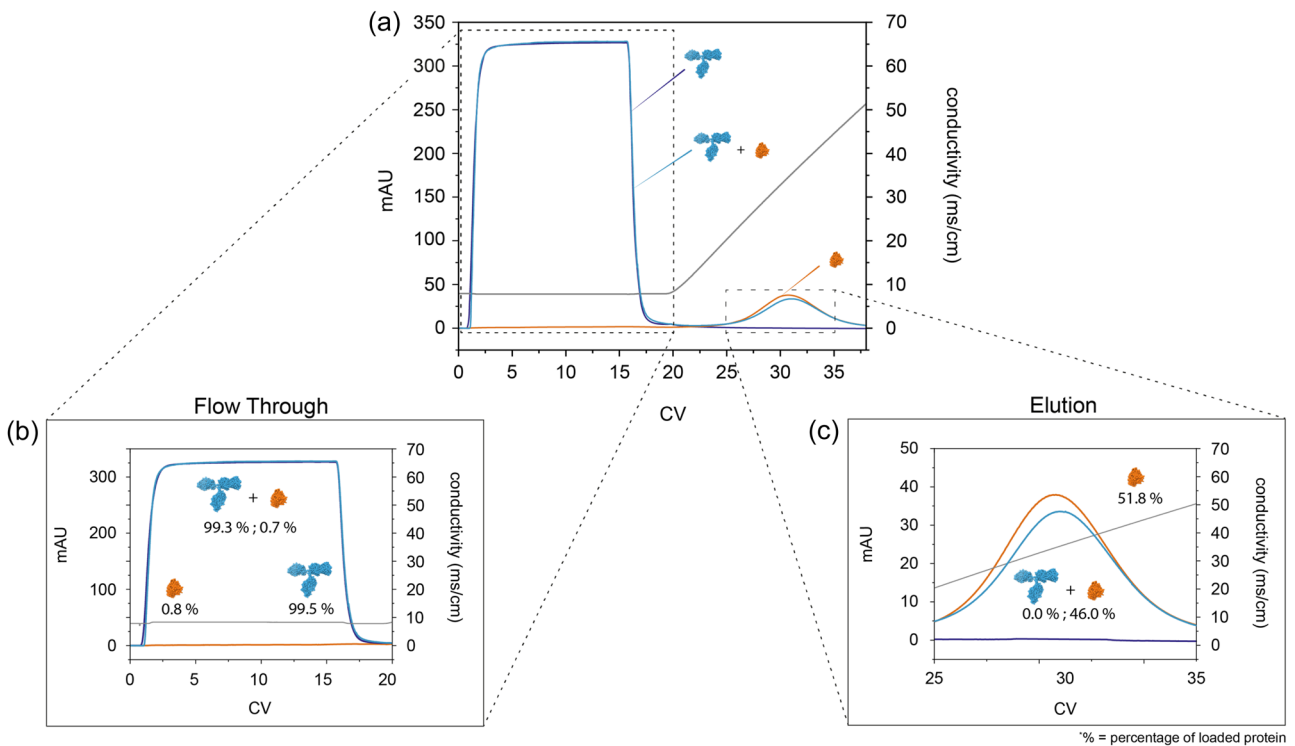 (a)
350
300
250
200
150
100
50
0
mAU
70
60
50
40
30
20
10
0
conductivity (ms/cm)
+
0 5 10 15 20 25 30 35
CV
Flow Through
(b)
300
200
100
0
mAU
70
60
50
40
30
20
10
0
conductivity (ms/cm)
+
99.3 % ; 0.7 %
0.8 %
99.5 %
0 5 10 15 20
CV
Elution
(c)
50
40
30
20
10
0
mAU
70
60
50
40
30
20
10
0
conductivity (ms/cm)
51.8 %
+
0.0 % ; 46.0 %
25 30 35
CV
*% = percentage of loaded protein